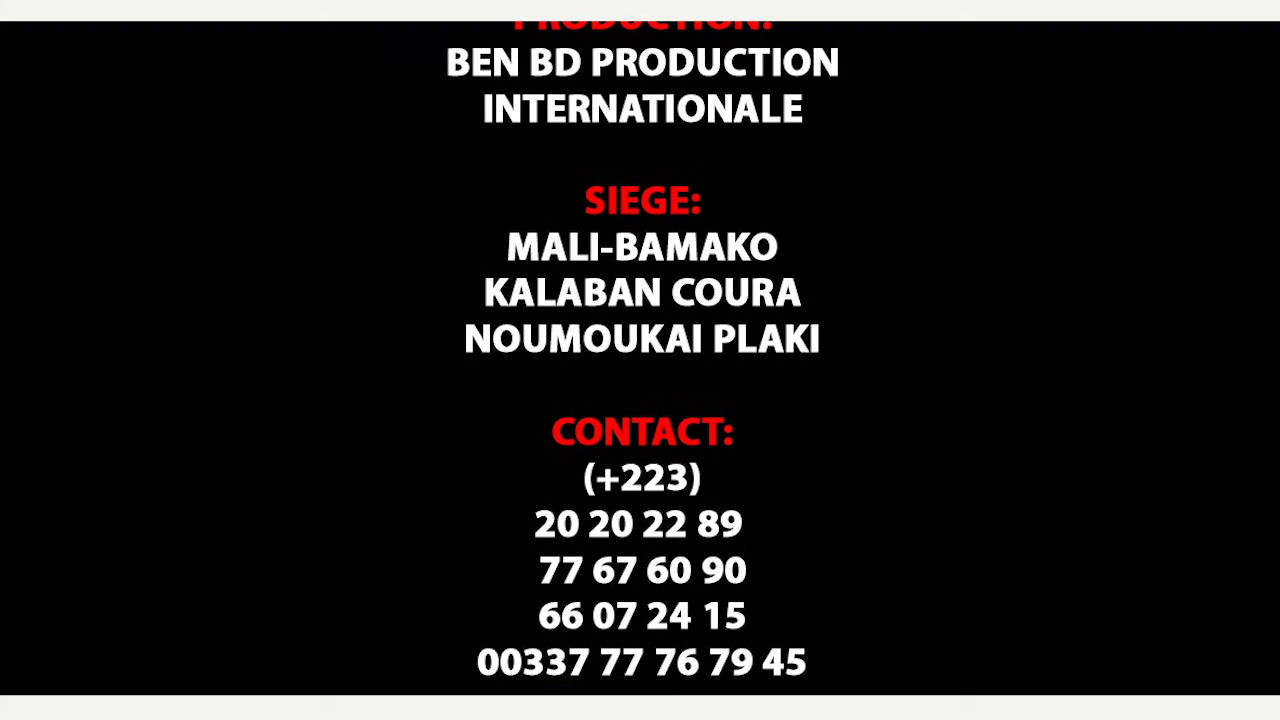 PRODUCTION:
BEN BD PRODUCTION
INTERNATIONALE
SIEGE:
MALI-BAMAKO
KALABAN COURA
NOUMOUKAI PLAKI
CONTACT:
(+223)
20 20 22 89
77 67 60 90
66 07 24 15
00337 77 76 79 45